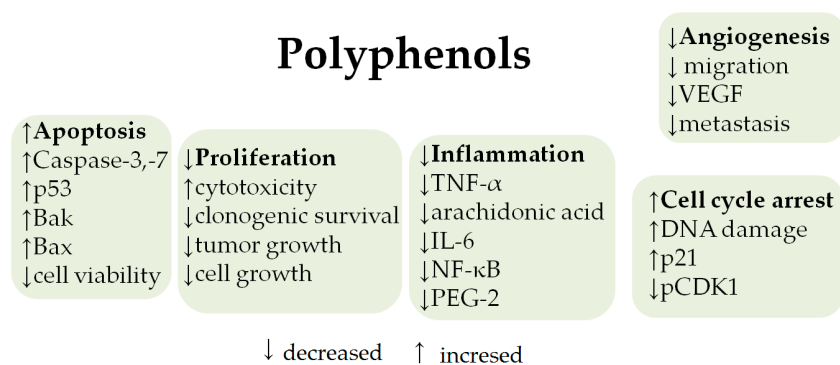 Polyphenols
↑Apoptosis
↑Caspase-3,-7
↑p53
↑Bak
↑Bax
↓cell viability
↓Proliferation
↑cytotoxicity
↓clonogenic survival
↓tumor growth
↓cell growth
↓Inflammation
↓TNF-α
↓arachidonic acid
↓IL-6
↓NF-κB
↓PEG-2
↓Angiogenesis
↓ migration
↓VEGF
↓metastasis
↑Cell cycle arrest
↑DNA damage
↑p21
↓pCDK1
↓ decreased ↑ incresed